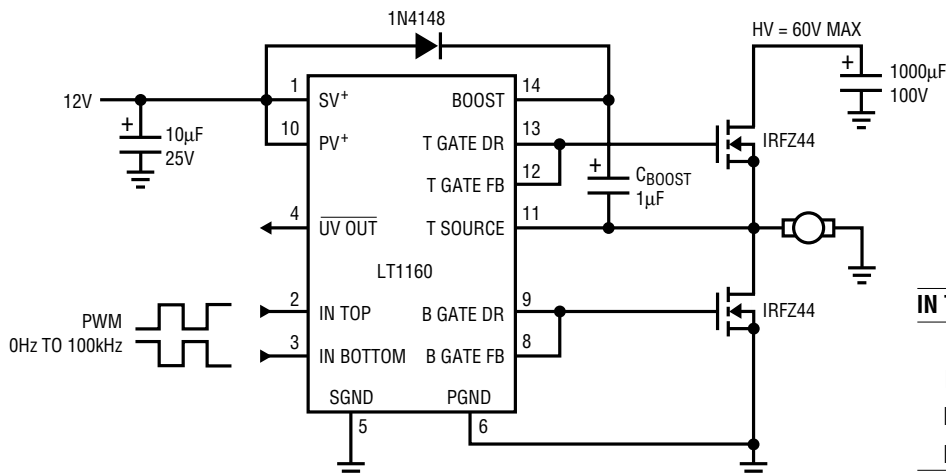 1N4148
HV = 60V MAX
1000µF
100V
12V
10µF
25V
1
SV+
10
PV+
4
UV OUT
2
IN TOP
3
IN BOTTOM
LT1160
SGND
5
PGND
6
BOOST
14
T GATE DR
13
T GATE FB
12
T SOURCE
11
B GATE DR
9
B GATE FB
8
CBOOST
1µF
IRFZ44
IRFZ44
PWM
0Hz TO 100kHz
IN